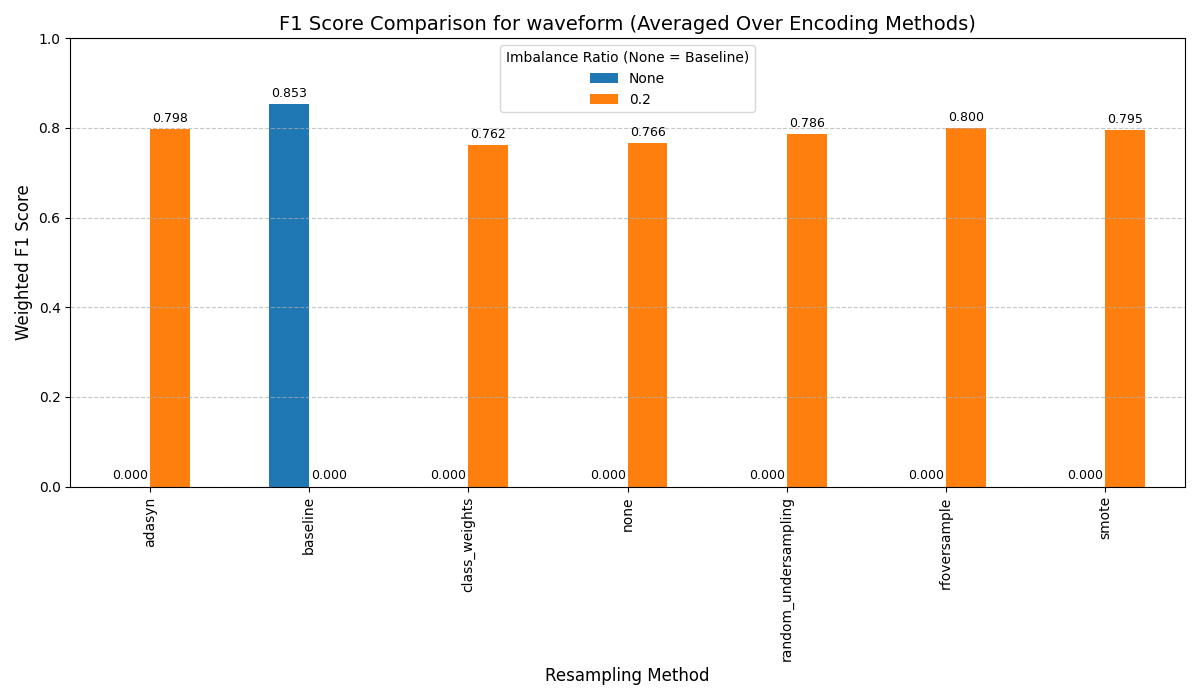 F1 Score Comparison for waveform (Averaged Over Encoding Methods)
Imbalance Ratio (None = Baseline)
None
0.2
Weighted F1 Score
1.0
0.8
0.6
0.4
0.2
0.0
0.000
0.798
0.853
0.000
0.000
0.762
0.000
0.766
0.000
0.786
0.000
0.800
0.000
0.795
adasyn
baseline
class_weights
none
random_undersampling
rfoversample
smote
Resampling Method